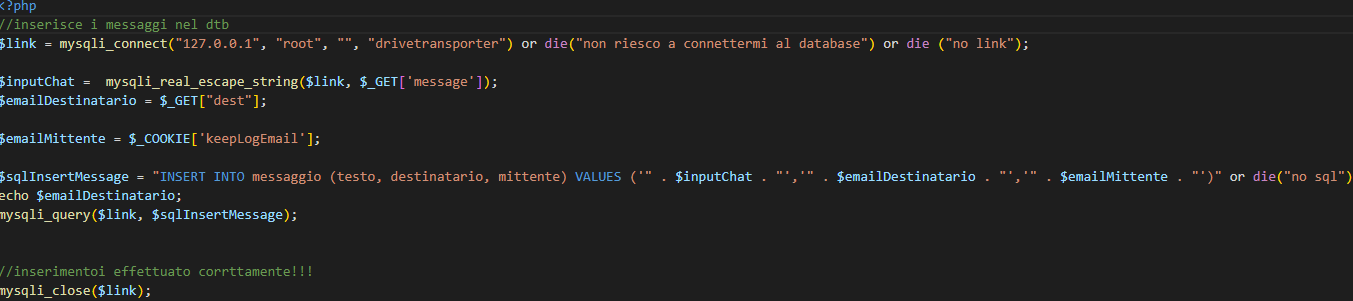 <?php
//inserisce i messaggi nel dtb
$link = mysqli_connect("127.0.0.1", "root", "", "drivetransporter") or die("non riesco a connettermi al database") or die ("no link");
$inputChat =  mysqli_real_escape_string($link, $_GET['message']);
$emailDestinatario = $_GET["dest"];
$emailMittente = $_COOKIE['keepLogEmail'];
$sqlInsertMessage = "INSERT INTO messaggio (testo, destinatario, mittente) VALUES ('" . $inputChat . "','" . $emailDestinatario . "','" . $emailMittente . "')" or die("no sql")
echo $emailDestinatario;
mysqli_query($link, $sqlInsertMessage);
//inserimentoi effettuato corrttamente!!!
mysqli_close($link);